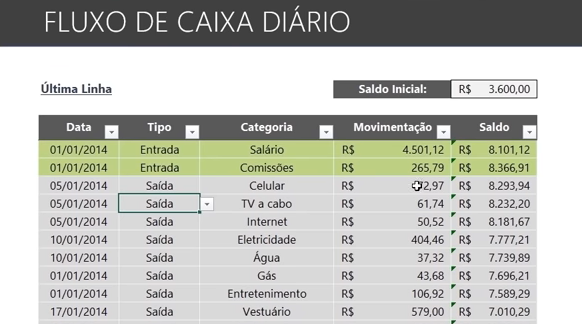 FLUXO DE CAIXA DIÁRIO
Última Linha Saldo Inicial: R$ 3.600,00
Data Tipo Categoria Movimentação Saldo
01/01/2014 Entrada Salário R$ 4.501,12 R$ 8.101,12
01/01/2014 Entrada Comissões R$ 265,79 R$ 8.366,91
05/01/2014 Saída Celular R$ R$ 8.293,94
05/01/2014 Saída TV a cabo R$ 61,74 R$ 8.232,20
05/01/2014 Saída Internet R$ 50,52 R$ 8.181,67
10/01/2014 Saída Eletricidade R$ 404,46 R$ 7.777,21
10/01/2014 Saída Água R$ 37,32 R$ 7.739,89
01/01/2014 Saída Gás R$ 43,68 R$ 7.696,21
01/01/2014 Saída Entretenimento R$ 106,92 R$ 7.589,29
17/01/2014 Saída Vestuário R$ 579,00 R$ 7.010,29